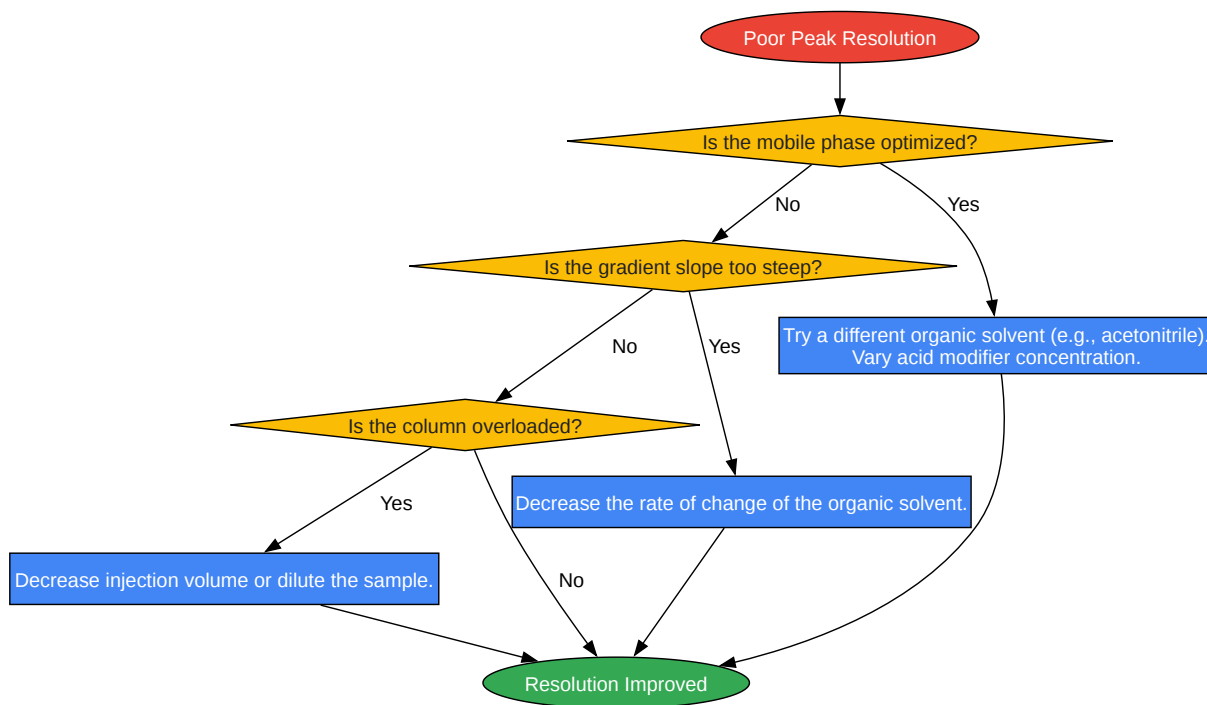 Poor Peak Resolution
Is the mobile phase optimized?
No
Yes
Is the gradient slope too steep?
Try a different organic solvent (e.g., acetonitrile).
Vary acid modifier concentration.
No
Yes
Is the column overloaded?
Yes
Decrease the rate of change of the organic solvent.
Decrease injection volume or dilute the sample.
No
Resolution Improved